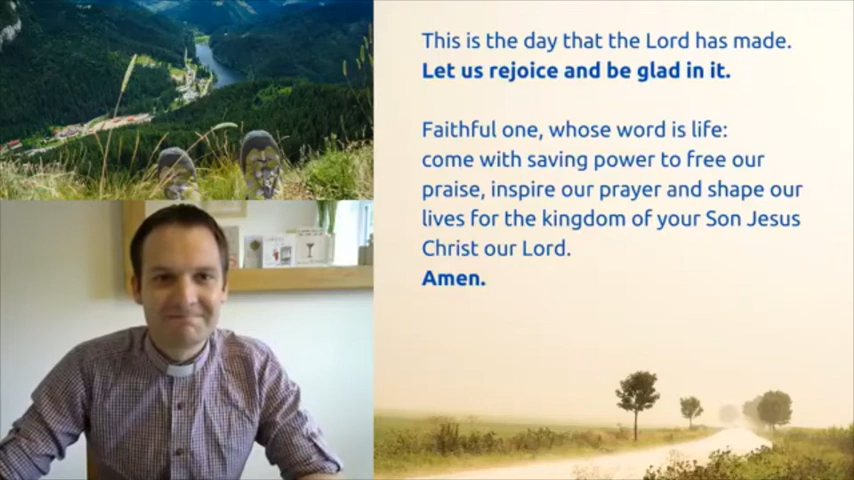 This is the day that the Lord has made.
Let us rejoice and be glad in it.
Faithful one, whose word is life:
come with saving power to free our
praise, inspire our prayer and shape our
lives for the kingdom of your Son Jesus
Christ our Lord.
Amen.